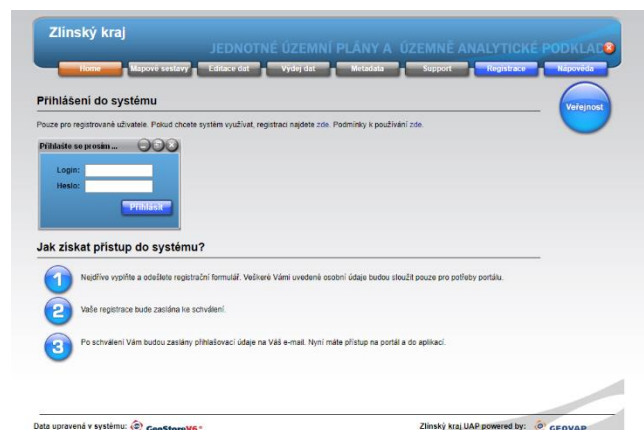 Zlínský kraj
JEDNOTNÉ ÚZEMNÍ PLÁNY A ÚZEMNĚ ANALYTICKÉ PODKLADY
Home Mapové sestavy Editace dat Výdej dat Metadata Support Registrace Nápověda
Přihlášení do systému
Veřejnost
Pouze pro registrované uživatele. Pokud chcete systém využívat, registraci najdete zde. Podmínky k používání zde.
Přihlašte se prosím ...
Login:
Heslo:
Přihlásit
Jak získat přístup do systému?
1 Nejdříve vyplňte a odešlete registrační formulář. Veškeré Vámi uvedené osobní údaje budou sloužit pouze pro potřeby portálu.
2 Vaše registrace bude zaslána ke schválení.
3 Po schválení Vám budou zaslány přihlašovací údaje na Váš e-mail. Nyní máte přístup na portál a do aplikací.
Data upravená v systému: GeoStoreV6 Zlínský kraj UAP powered by: GEOVAP